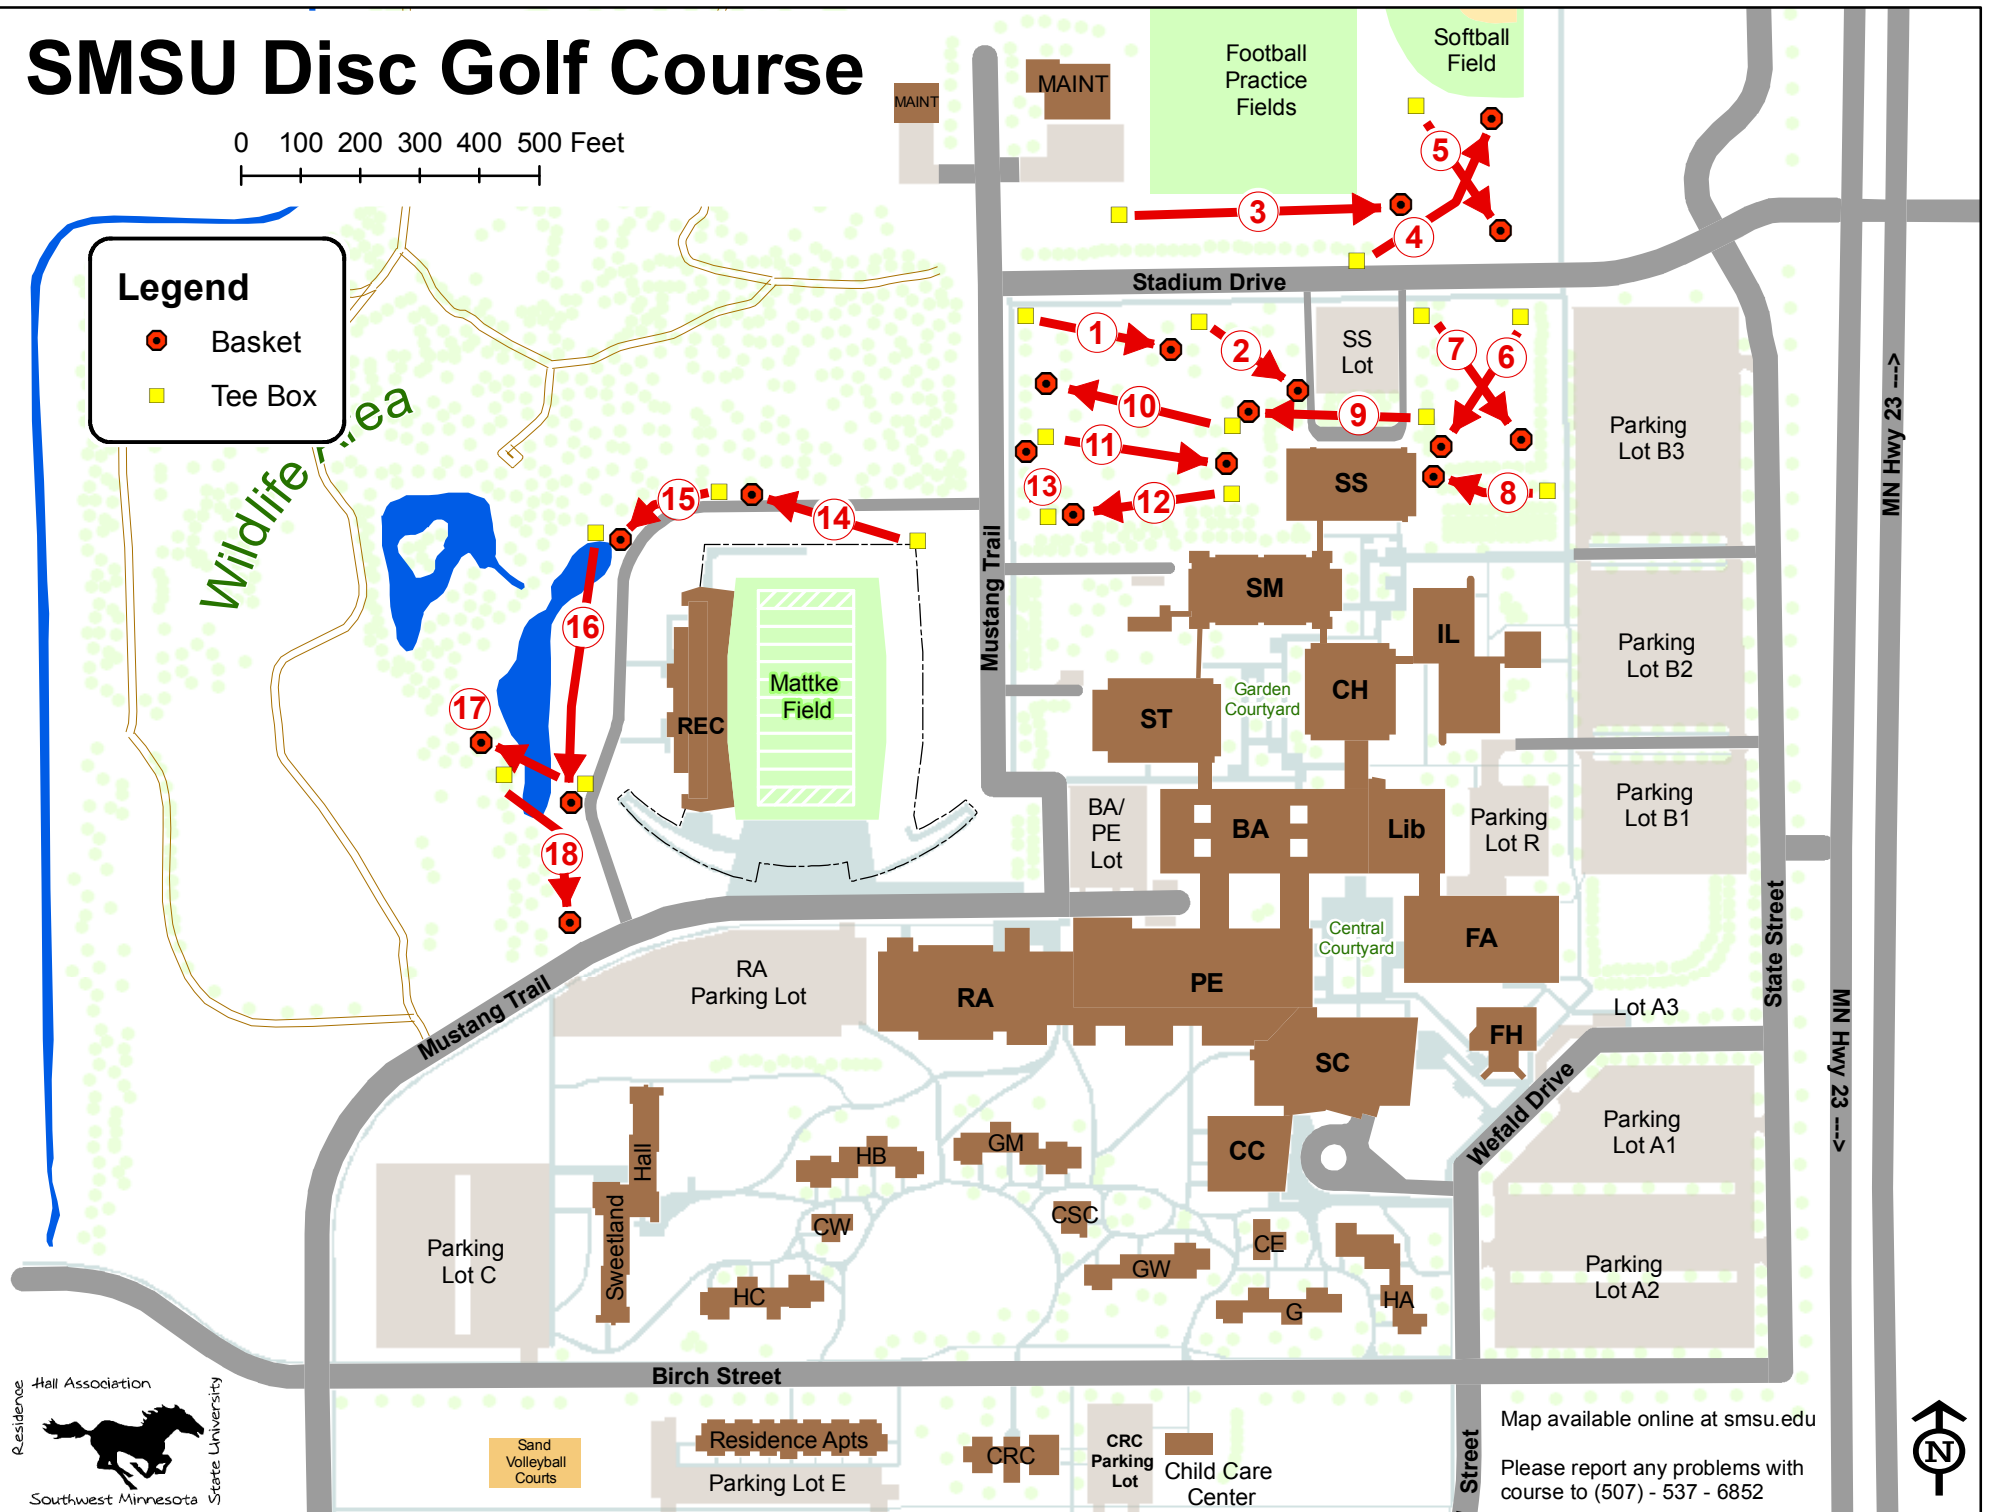 SMSU Disc Golf Course
0 100 200 300 400 500 Feet
Legend
Basket
Tee Box
Wildlife Area
MAINT
MAINT
Football
Practice
Fields
Softball
Field
5
3
4
Stadium Drive
1
2
SS
Lot
7
6
10
9
11
13
12
8
SS
15
14
Parking
Lot B3
MN Hwy 23 --->
Mustang Trail
SM
IL
16
17
18
REC
Mattke
Field
ST
Garden
Courtyard
CH
Parking
Lot B2
BA/
PE
Lot
BA
Lib
Parking
Lot R
Parking
Lot B1
State Street
MN Hwy 23 --->
Central
Courtyard
FA
RA
Parking Lot
RA
PE
Mustang Trail
Lot A3
FH
SC
Wefald Drive
Parking
Lot A1
CC
Sweetland Hall
HB
GM
CW
CSC
CE
GW
HC
G
HA
Parking
Lot C
Parking
Lot A2
Birch Street
Residence
Hall Association
State University
Southwest Minnesota
Sand
Volleyball
Courts
Residence Apts
Parking Lot E
CRC
CRC
Parking
Lot
Child Care
Center
Street
Map available online at smsu.edu
Please report any problems with
course to (507) - 537 - 6852
N